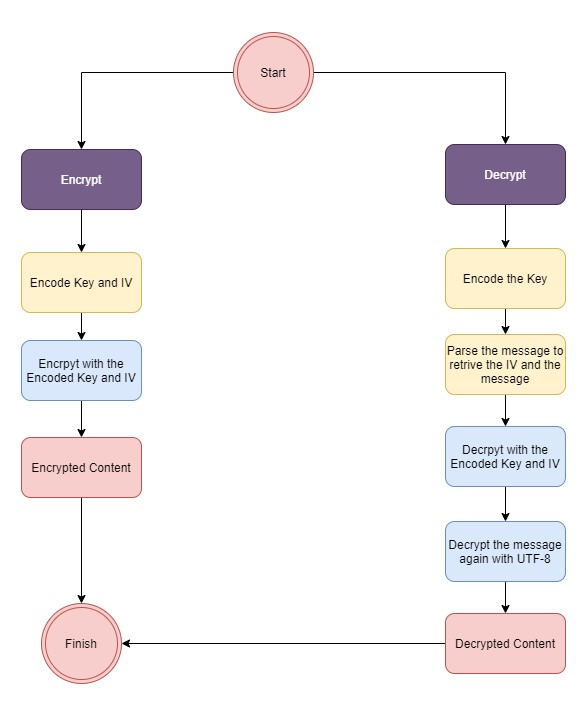 Start
Encrypt
Encode Key and IV
Encrpyt with the
Encoded Key and IV
Encrypted Content
Finish
Decrypt
Encode the Key
Parse the message to
retrive the IV and the
message
Decrpyt with the
Encoded Key and IV
Decrypt the message
again with UTF-8
Decrypted Content